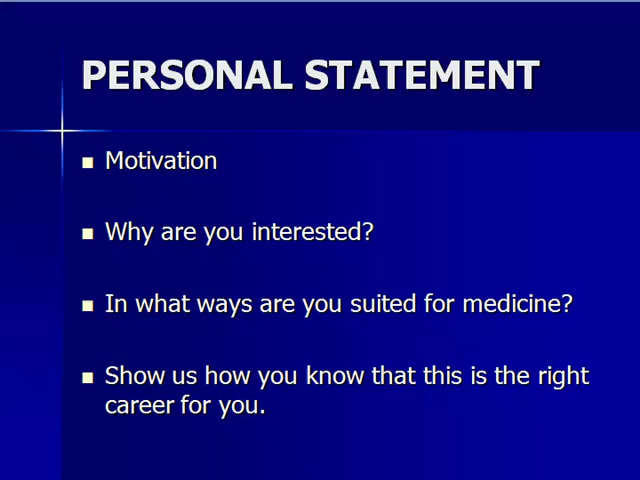 PERSONAL STATEMENT
Motivation
Why are you interested?
In what ways are you suited for medicine?
Show us how you know that this is the right
career for you.